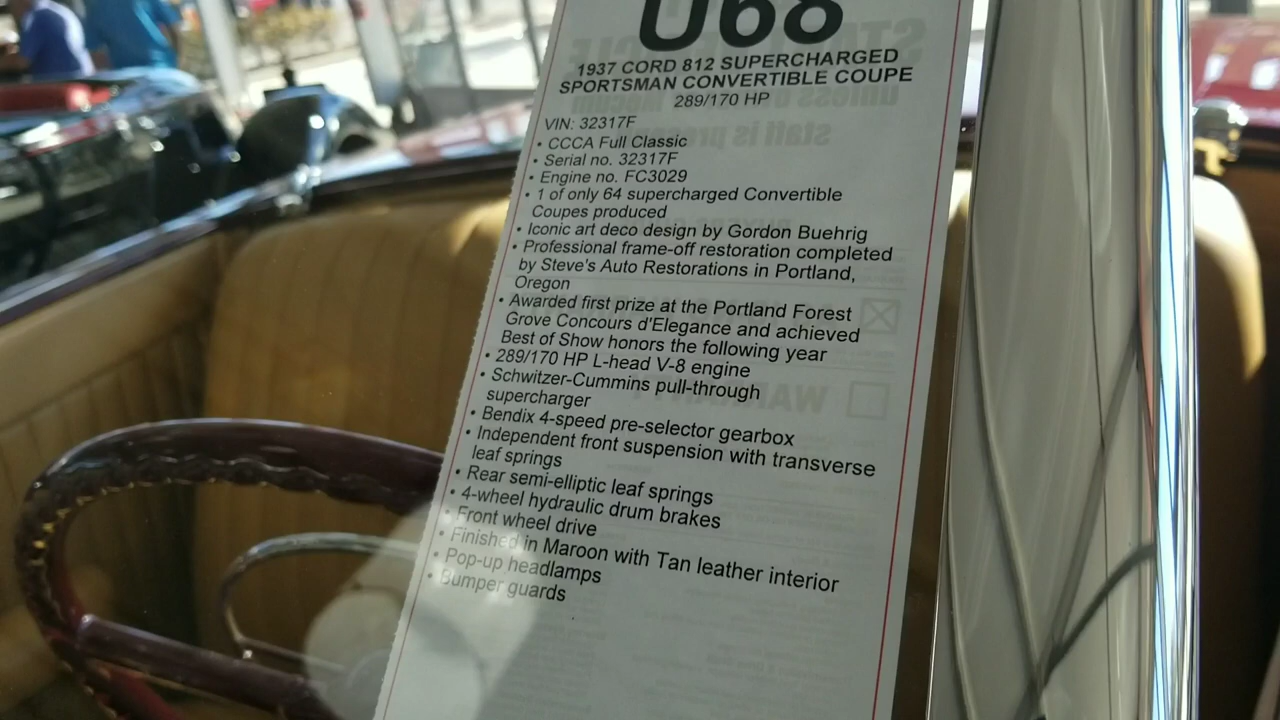 U68
1937 CORD 812 SUPERCHARGED
SPORTSMAN CONVERTIBLE COUPE
289/170 HP
VIN: 32317F
• CCCA Full Classic
• Serial no. 32317F
• Engine no. FC3029
• 1 of only 64 supercharged Convertible
Coupes produced
• Iconic art deco design by Gordon Buehrig
• Professional frame-off restoration completed
by Steve's Auto Restorations in Portland,
Oregon
• Awarded first prize at the Portland Forest
Grove Concours d'Elegance and achieved
Best of Show honors the following year
• 289/170 HP L-head V-8 engine
• Schwitzer-Cummins pull-through
supercharger
• Bendix 4-speed pre-selector gearbox
• Independent front suspension with transverse
leaf springs
• Rear semi-elliptic leaf springs
• 4-wheel hydraulic drum brakes
• Front wheel drive
• Finished in Maroon with Tan leather interior
• Pop-up headlamps
• Bumper guards